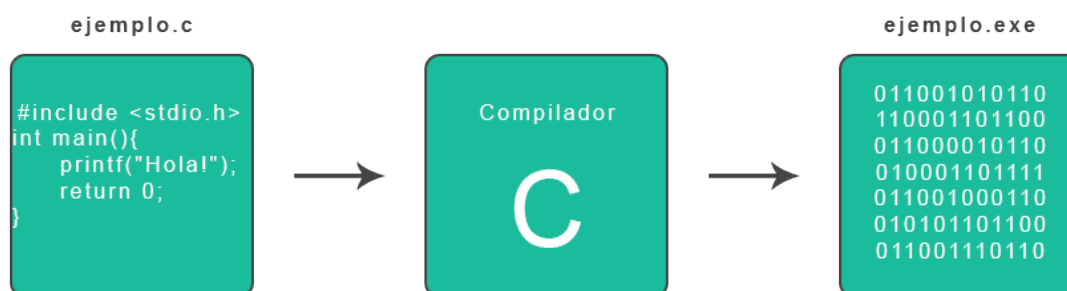 ejemplo.c
#include <stdio.h>
int main(){
printf("Hola!");
return 0;
}
Compilador
C
ejemplo.exe
011001010110
110001101100
011000010110
010001101111
011001000110
010101101100
011001110110